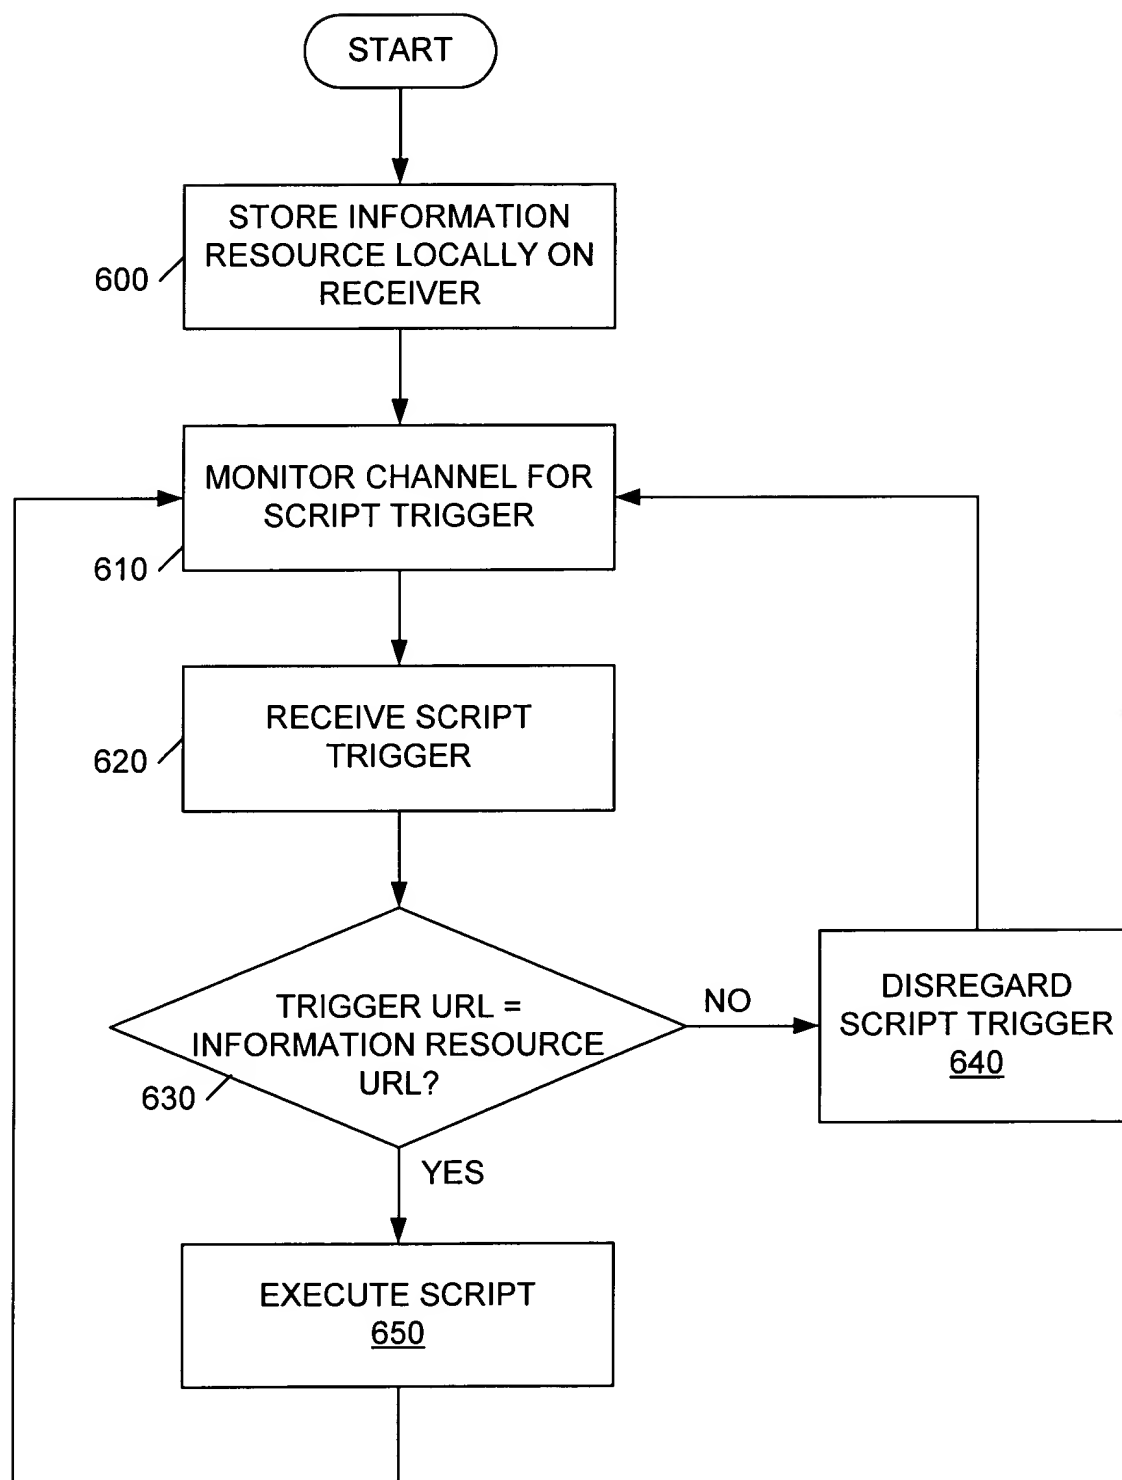 START
STORE INFORMATION
RESOURCE LOCALLY ON
RECEIVER
600
MONITOR CHANNEL FOR
SCRIPT TRIGGER
610
RECEIVE SCRIPT
TRIGGER
620
TRIGGER URL =
INFORMATION RESOURCE
URL?
630
NO
DISREGARD
SCRIPT TRIGGER
640
YES
EXECUTE SCRIPT
650